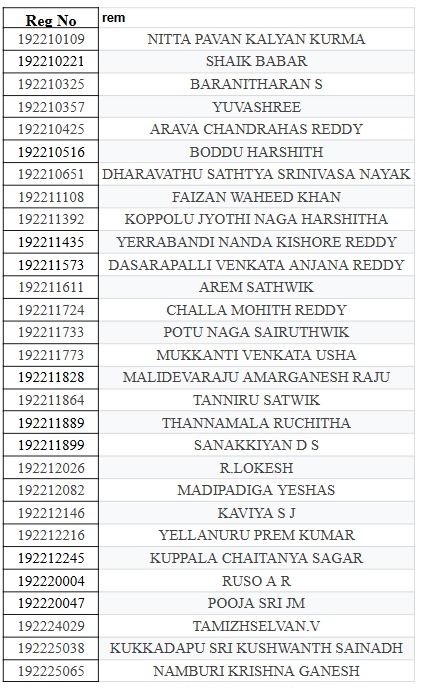 Reg No rem
192210109 NITTA PAVAN KALYAN KURMA
192210221 SHAIK BABAR
192210325 BARANITHARAN S
192210357 YUVASHREE
192210425 ARAVA CHANDRAHAS REDDY
192210516 BODDU HARSHITH
192210651 DHARAVATHU SATHTYA SRINIVASA NAYAK
192211108 FAIZAN WAHEED KHAN
192211392 KOPPOLU JYOTHI NAGA HARSHITHA
192211435 YERRABANDI NANDA KISHORE REDDY
192211573 DASARAPALLI VENKATA ANJANA REDDY
192211611 AREM SATHWIK
192211724 CHALLA MOHITH REDDY
192211733 POTU NAGA SAIRUTHWIK
192211773 MUKKANTI VENKATA USHA
192211828 MALIDEVARAJU AMARGANESH RAJU
192211864 TANNIRU SATWIK
192211889 THANNAMALA RUCHITHA
192211899 SANAKKIYAN D S
192212026 R.LOKESH
192212082 MADIPADIGA YESHAS
192212146 KAVIYA S J
192212216 YELLANURU PREM KUMAR
192212245 KUPPALA CHAITANYA SAGAR
192220004 RUSO A R
192220047 POOJA SRI JM
192224029 TAMIZHSELVAN.V
192225038 KUKKADAPU SRI KUSHWANTH SAINADH
192225065 NAMBURI KRISHNA GANESH